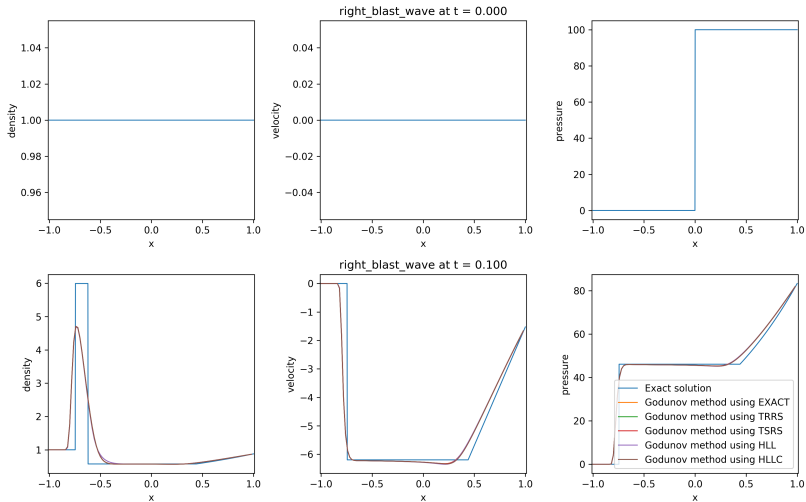 right_blast_wave at t = 0.000
1.04
1.02
1.00
0.98
0.96
density
−1.0 −0.5 0.0 0.5 1.0
x
0.04
0.02
0.00
−0.02
−0.04
velocity
−1.0 −0.5 0.0 0.5 1.0
x
100
80
60
40
20
0
pressure
−1.0 −0.5 0.0 0.5 1.0
x
right_blast_wave at t = 0.100
6
5
4
3
2
1
density
−1.0 −0.5 0.0 0.5 1.0
x
0
−1
−2
−3
−4
−5
−6
velocity
−1.0 −0.5 0.0 0.5 1.0
x
80
60
40
20
0
pressure
Exact solution
Godunov method using EXACT
Godunov method using TRRS
Godunov method using TSRS
Godunov method using HLL
Godunov method using HLLC
−1.0 −0.5 0.0 0.5 1.0
x